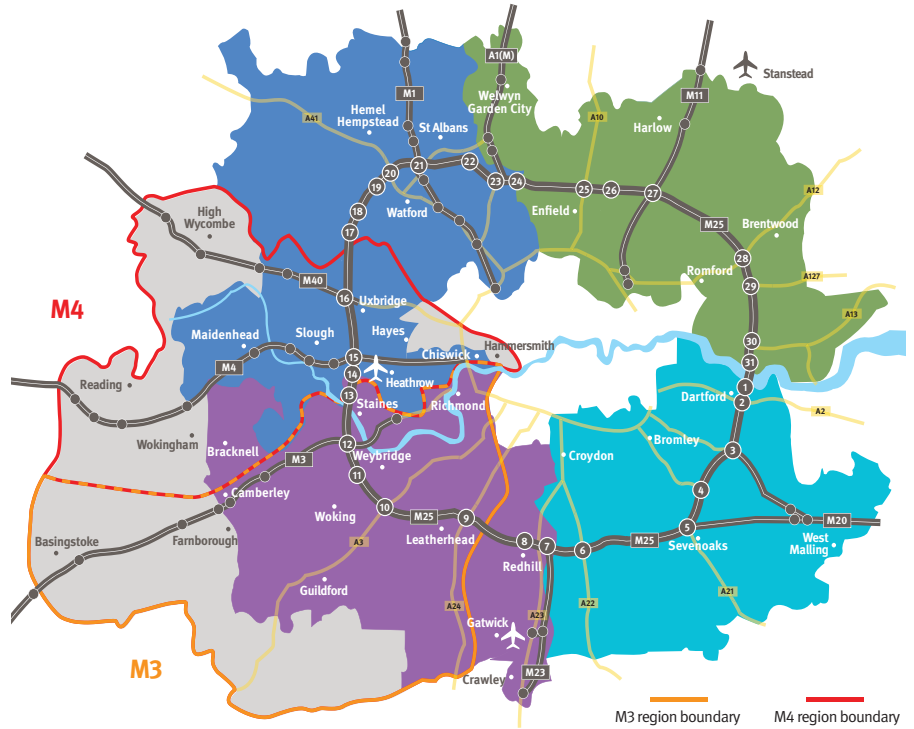 A1(M)
Stanstead
M1
Welwyn
Garden City
M11
Hemel
Hempstead
A41
St Albans
A10
Harlow
22
21
20
23
24
25
26
27
A12
19
18
Watford
Enfield
M25
Brentwood
High
Wycombe
17
28
Romford
A127
M40
16
Uxbridge
29
M4
A13
Maidenhead
Slough
Hayes
30
Chiswick
Hammersmith
15
31
M4
14
Heathrow
Reading
13
Staines
Richmond
Dartford
1
2
A2
Wokingham
Bracknell
12
Bromley
M3
Weybridge
Croydon
3
11
Camberley
4
Woking
10
M25
9
5
M20
Basingstoke
Farnborough
Leatherhead
8
7
6
M25
Sevenoaks
West
Malling
A3
Redhill
Guildford
A24
A23
A22
A21
Gatwick
M3
Crawley
M23
M3 region boundary
M4 region boundary